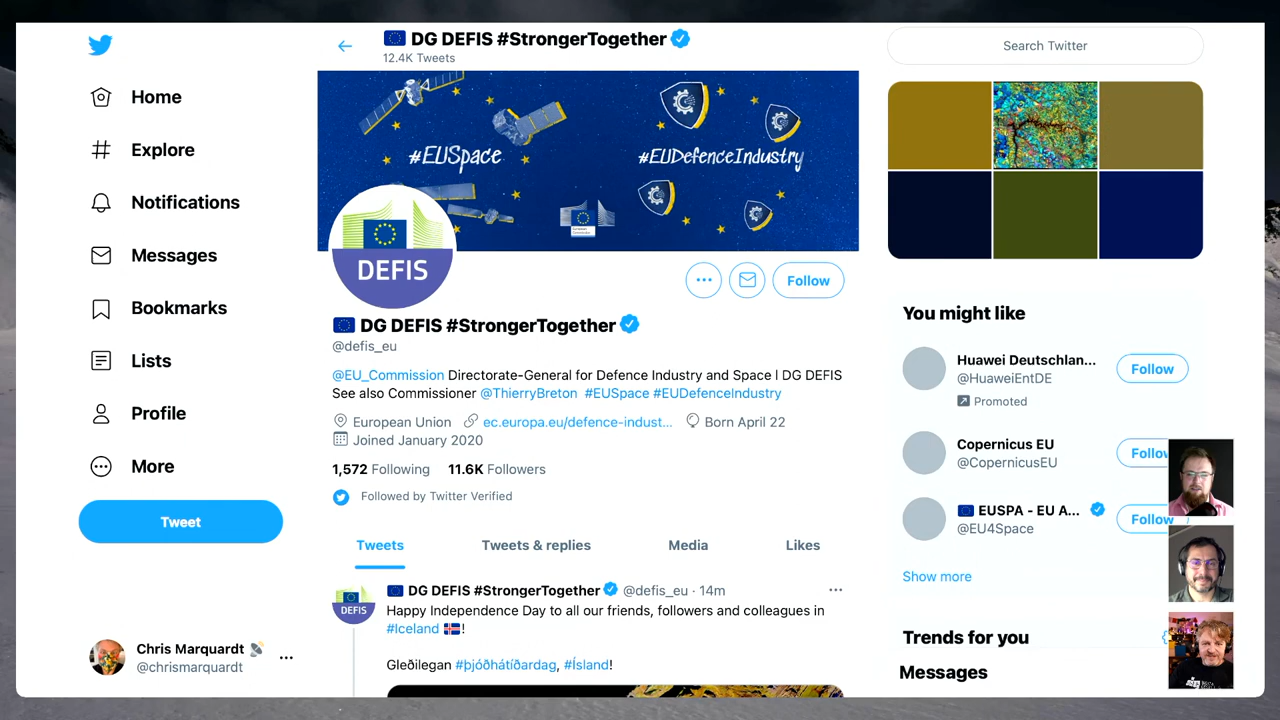 Home
Explore
Notifications
Messages
Bookmarks
Lists
Profile
More
Tweet
Chris Marquardt
@chrismarquardt
🇪🇺 DG DEFIS #StrongerTogether
12.4K Tweets
#EUSpace
#EUDefenceIndustry
DEFIS
Follow
🇪🇺 DG DEFIS #StrongerTogether
@defis_eu
@EU_Commission Directorate-General for Defence Industry and Space l DG DEFIS
See also Commissioner @ThierryBreton #EUSpace #EUDefenceIndustry
European Union ec.europa.eu/defence-indust... Born April 22
Joined January 2020
1,572 Following 11.6K Followers
Followed by Twitter Verified
Tweets Tweets & replies Media Likes
DEFIS
🇪🇺 DG DEFIS #StrongerTogether @defis_eu · 14m
Happy Independence Day to all our friends, followers and colleagues in
#Iceland 🇮🇸!
Gleðilegan #þjóðhátíðardag, #Ísland!
Search Twitter
You might like
Huawei Deutschlan...
@HuaweiEntDE
Promoted
Follow
Copernicus EU
@CopernicusEU
🇪🇺 EUSPA - EU A...
@EU4Space
Show more
Trends for you
Messages